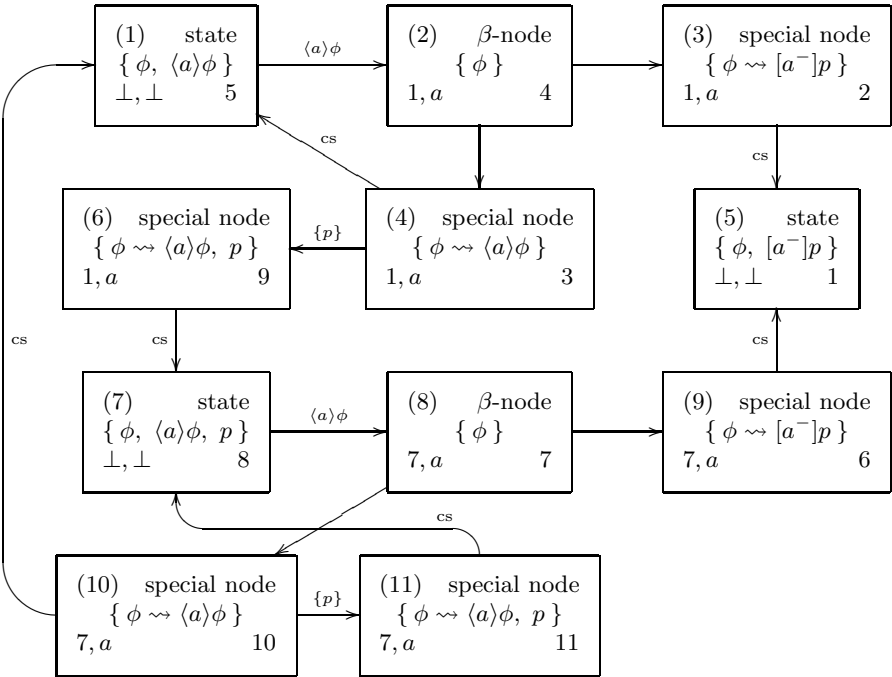 (1) state
{ ϕ, ⟨a⟩ϕ }
⊥, ⊥ 5
⟨a⟩ϕ
(2) β-node
{ ϕ }
1, a 4
(3) special node
{ ϕ ⇝ [a⁻]p }
1, a 2
cs
cs
(6) special node
{ ϕ ⇝ ⟨a⟩ϕ, p }
1, a 9
{p}
(4) special node
{ ϕ ⇝ ⟨a⟩ϕ }
1, a 3
(5) state
{ ϕ, [a⁻]p }
⊥, ⊥ 1
cs
cs
cs
(7) state
{ ϕ, ⟨a⟩ϕ, p }
⊥, ⊥ 8
⟨a⟩ϕ
(8) β-node
{ ϕ }
7, a 7
(9) special node
{ ϕ ⇝ [a⁻]p }
7, a 6
cs
(10) special node
{ ϕ ⇝ ⟨a⟩ϕ }
7, a 10
{p}
(11) special node
{ ϕ ⇝ ⟨a⟩ϕ, p }
7, a 11